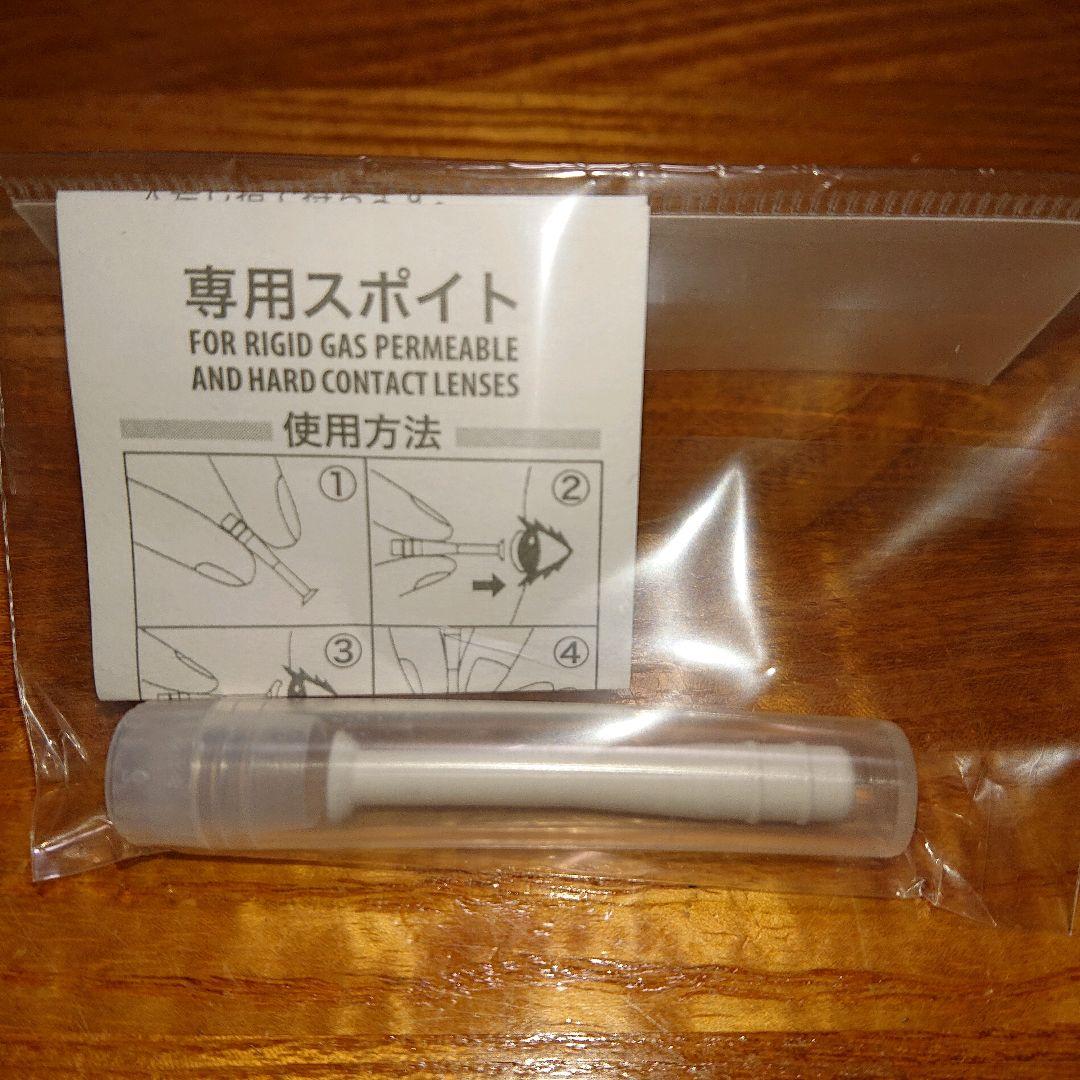 専用スポイト
FOR RIGID GAS PERMEABLE
AND HARD CONTACT LENSES
使用方法
①
②
③
④